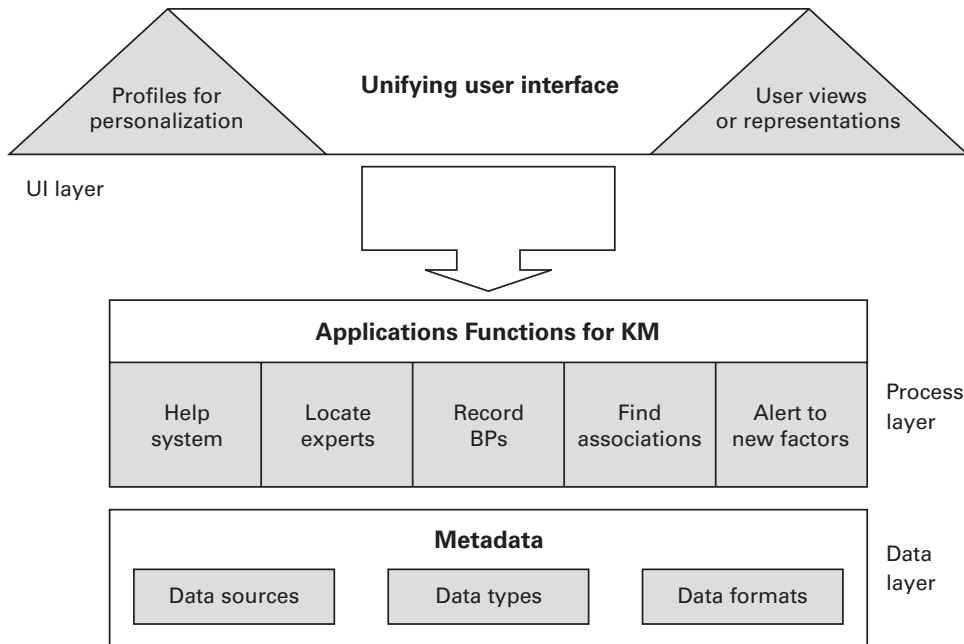 Unifying user interface
Profiles for
personalization
User views
or representations
UI layer
Applications Functions for KM
Help
system
Locate
experts
Record
BPs
Find
associations
Alert to
new factors
Process
layer
Metadata
Data sources
Data types
Data formats
Data
layer